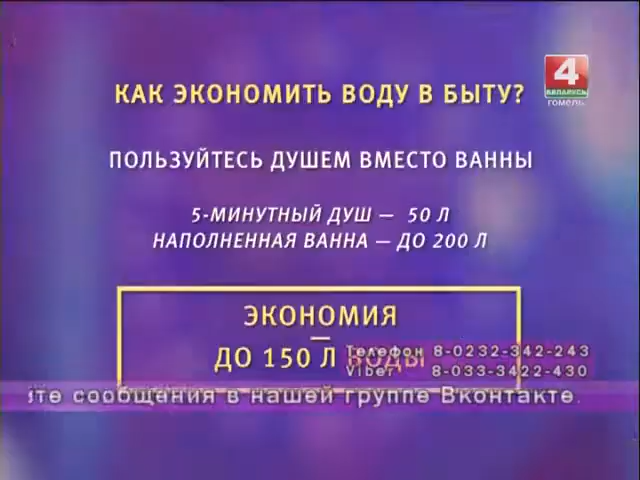 4
БЕЛАРУСЬ
ГОМЕЛЬ
КАК ЭКОНОМИТЬ ВОДУ В БЫТУ?
ПОЛЬЗУЙТЕСЬ ДУШЕМ ВМЕСТО ВАННЫ
5-МИНУТНЫЙ ДУШ — 50 Л
НАПОЛНЕННАЯ ВАННА — ДО 200 Л
ЭКОНОМИЯ
—
ДО 150 Л ВОДЫ
Телефон 8-0232-342-243
Viber 8-033-3422-430
сообщения в нашей группе Вконтакте.